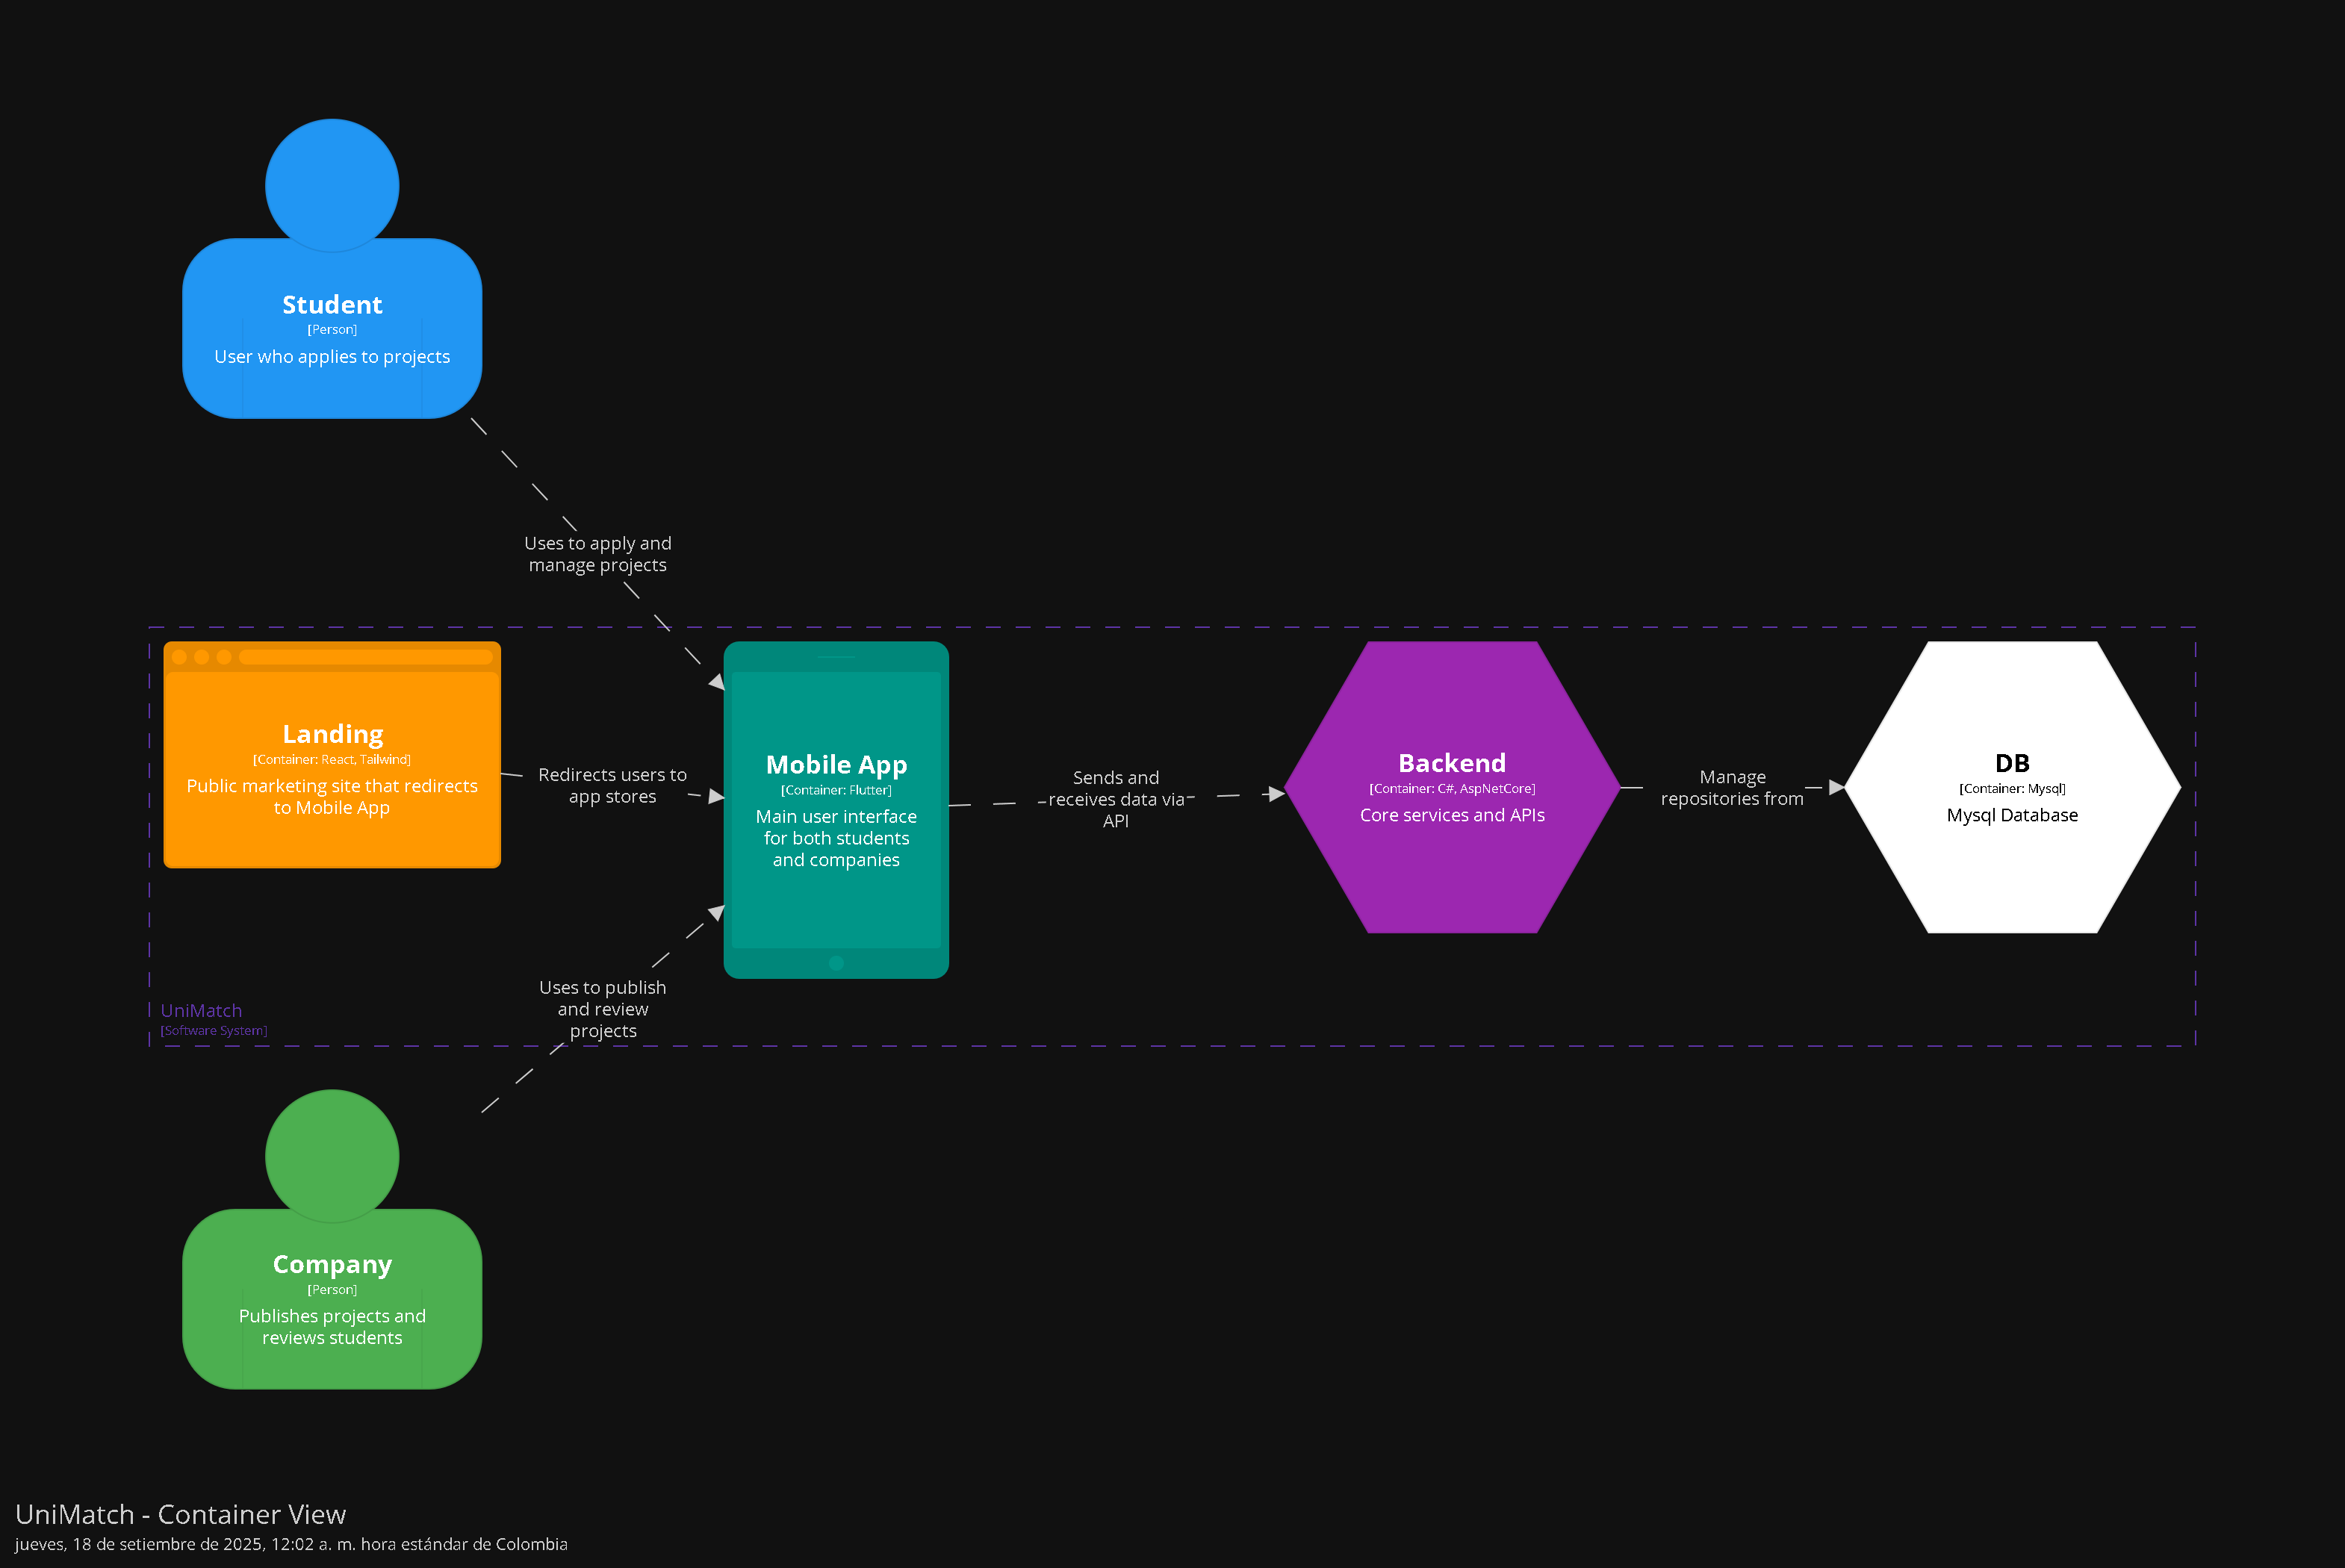 Student
[Person]
User who applies to projects
Uses to apply and
manage projects
Landing
[Container: React, Tailwind]
Public marketing site that redirects
to Mobile App
Redirects users to
app stores
Mobile App
[Container: Flutter]
Main user interface
for both students
and companies
Sends and
receives data via
API
Backend
[Container: C#, AspNetCore]
Core services and APIs
Manage
repositories from
DB
[Container: Mysql]
Mysql Database
Uses to publish
and review
projects
UniMatch
[Software System]
Company
[Person]
Publishes projects and
reviews students
UniMatch - Container View
jueves, 18 de setiembre de 2025, 12:02 a. m. hora estándar de Colombia